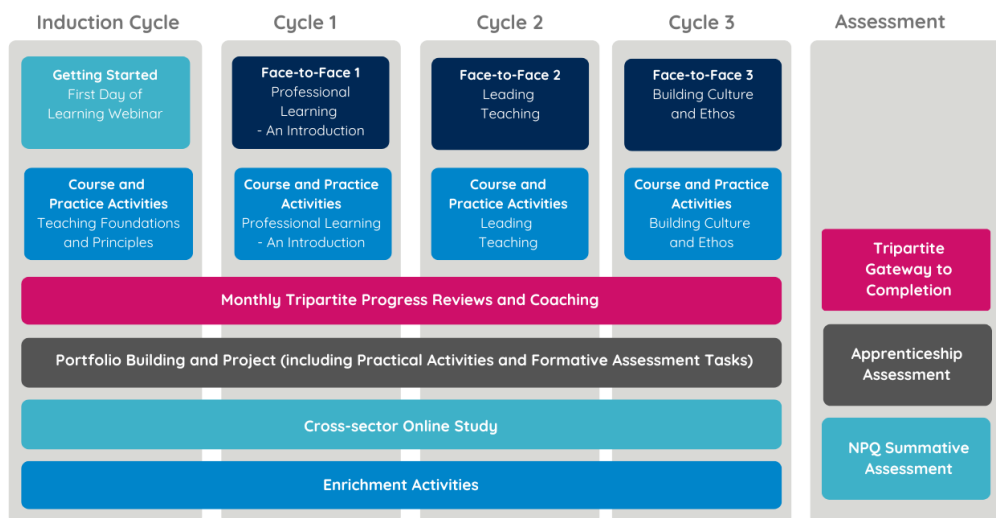 Induction Cycle
Cycle 1
Cycle 2
Cycle 3
Assessment
Getting Started
First Day of
Learning Webinar
Face-to-Face 1
Professional
Learning
- An Introduction
Face-to-Face 2
Leading
Teaching
Face-to-Face 3
Building Culture
and Ethos
Course and
Practice Activities
Teaching Foundations
and Principles
Course and Practice
Activities
Professional Learning
- An Introduction
Course and
Practice Activities
Leading
Teaching
Course and Practice
Activities
Building Culture
and Ethos
Monthly Tripartite Progress Reviews and Coaching
Portfolio Building and Project (including Practical Activities and Formative Assessment Tasks)
Cross-sector Online Study
Enrichment Activities
Tripartite
Gateway to
Completion
Apprenticeship
Assessment
NPQ Summative
Assessment